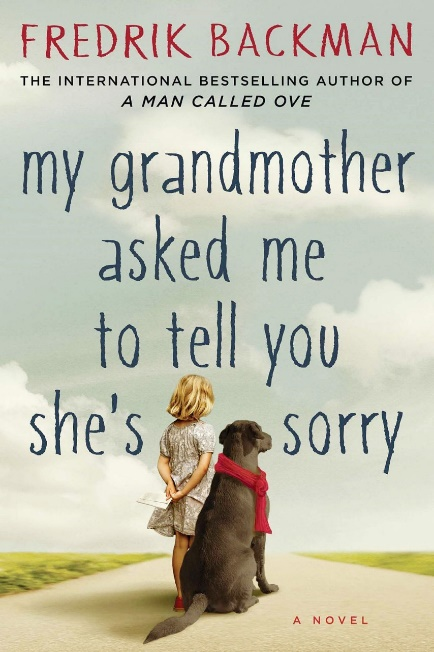 FREDRIK BACKMAN
THE INTERNATIONAL BESTSELLING AUTHOR OF
A MAN CALLED OVE
my grandmother
asked me
to tell you
she's sorry
A NOVEL